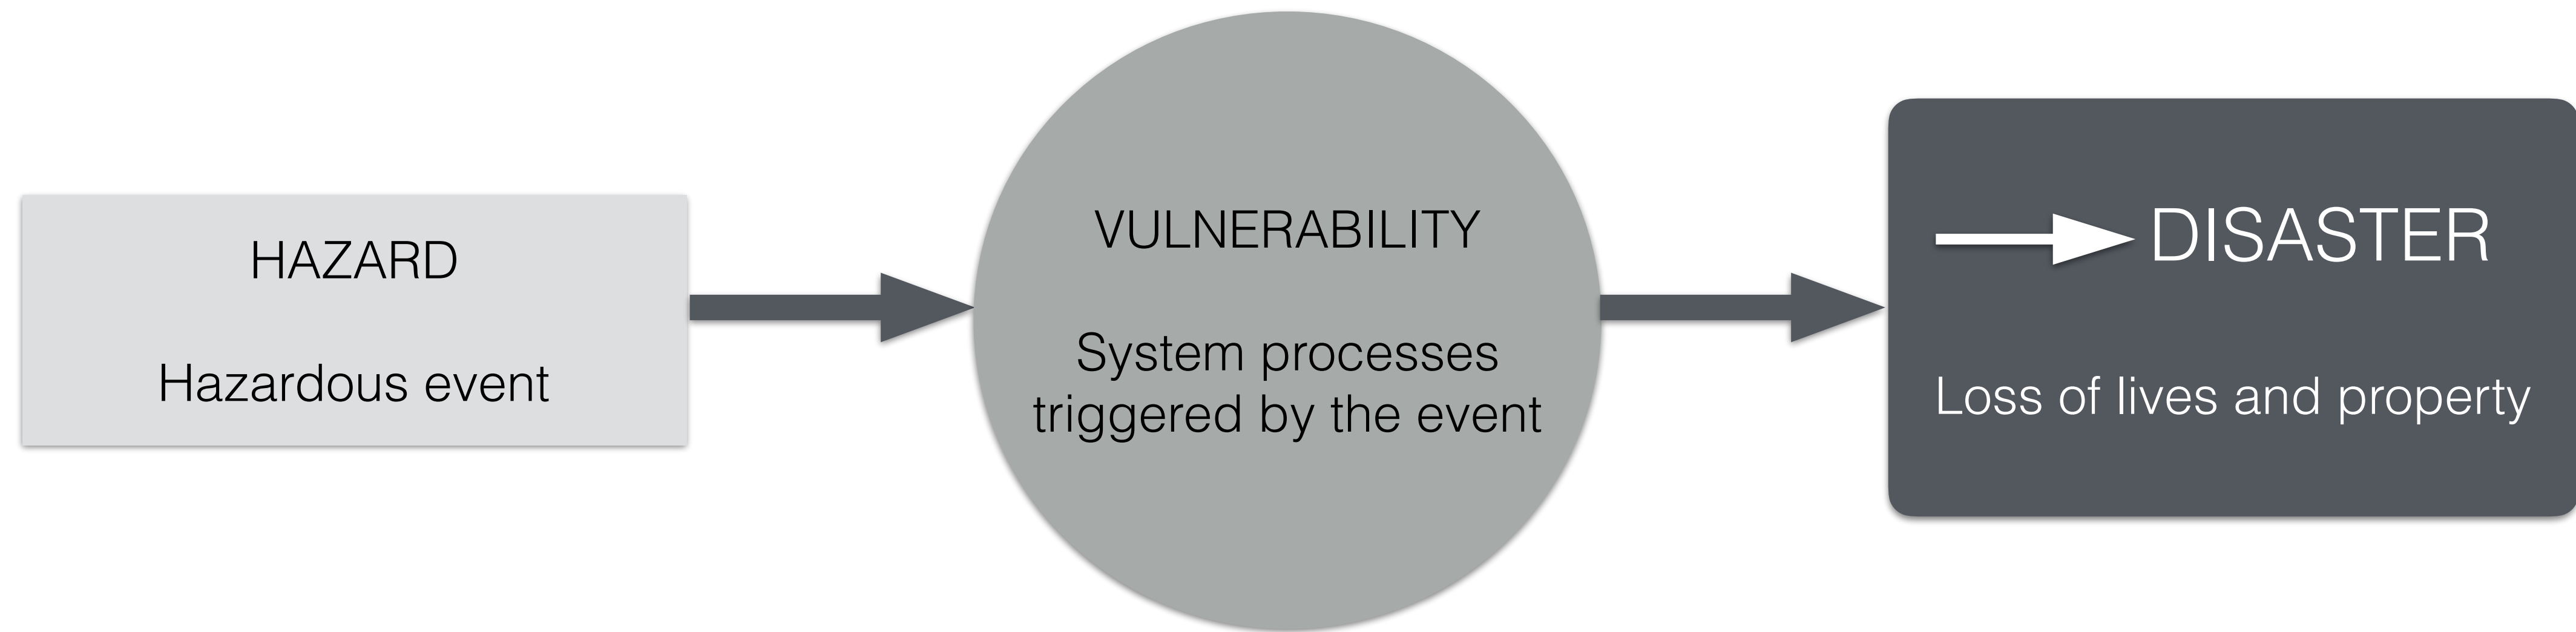 HAZARD
Hazardous event
VULNERABILITY
System processes
triggered by the event
DISASTER
Loss of lives and property